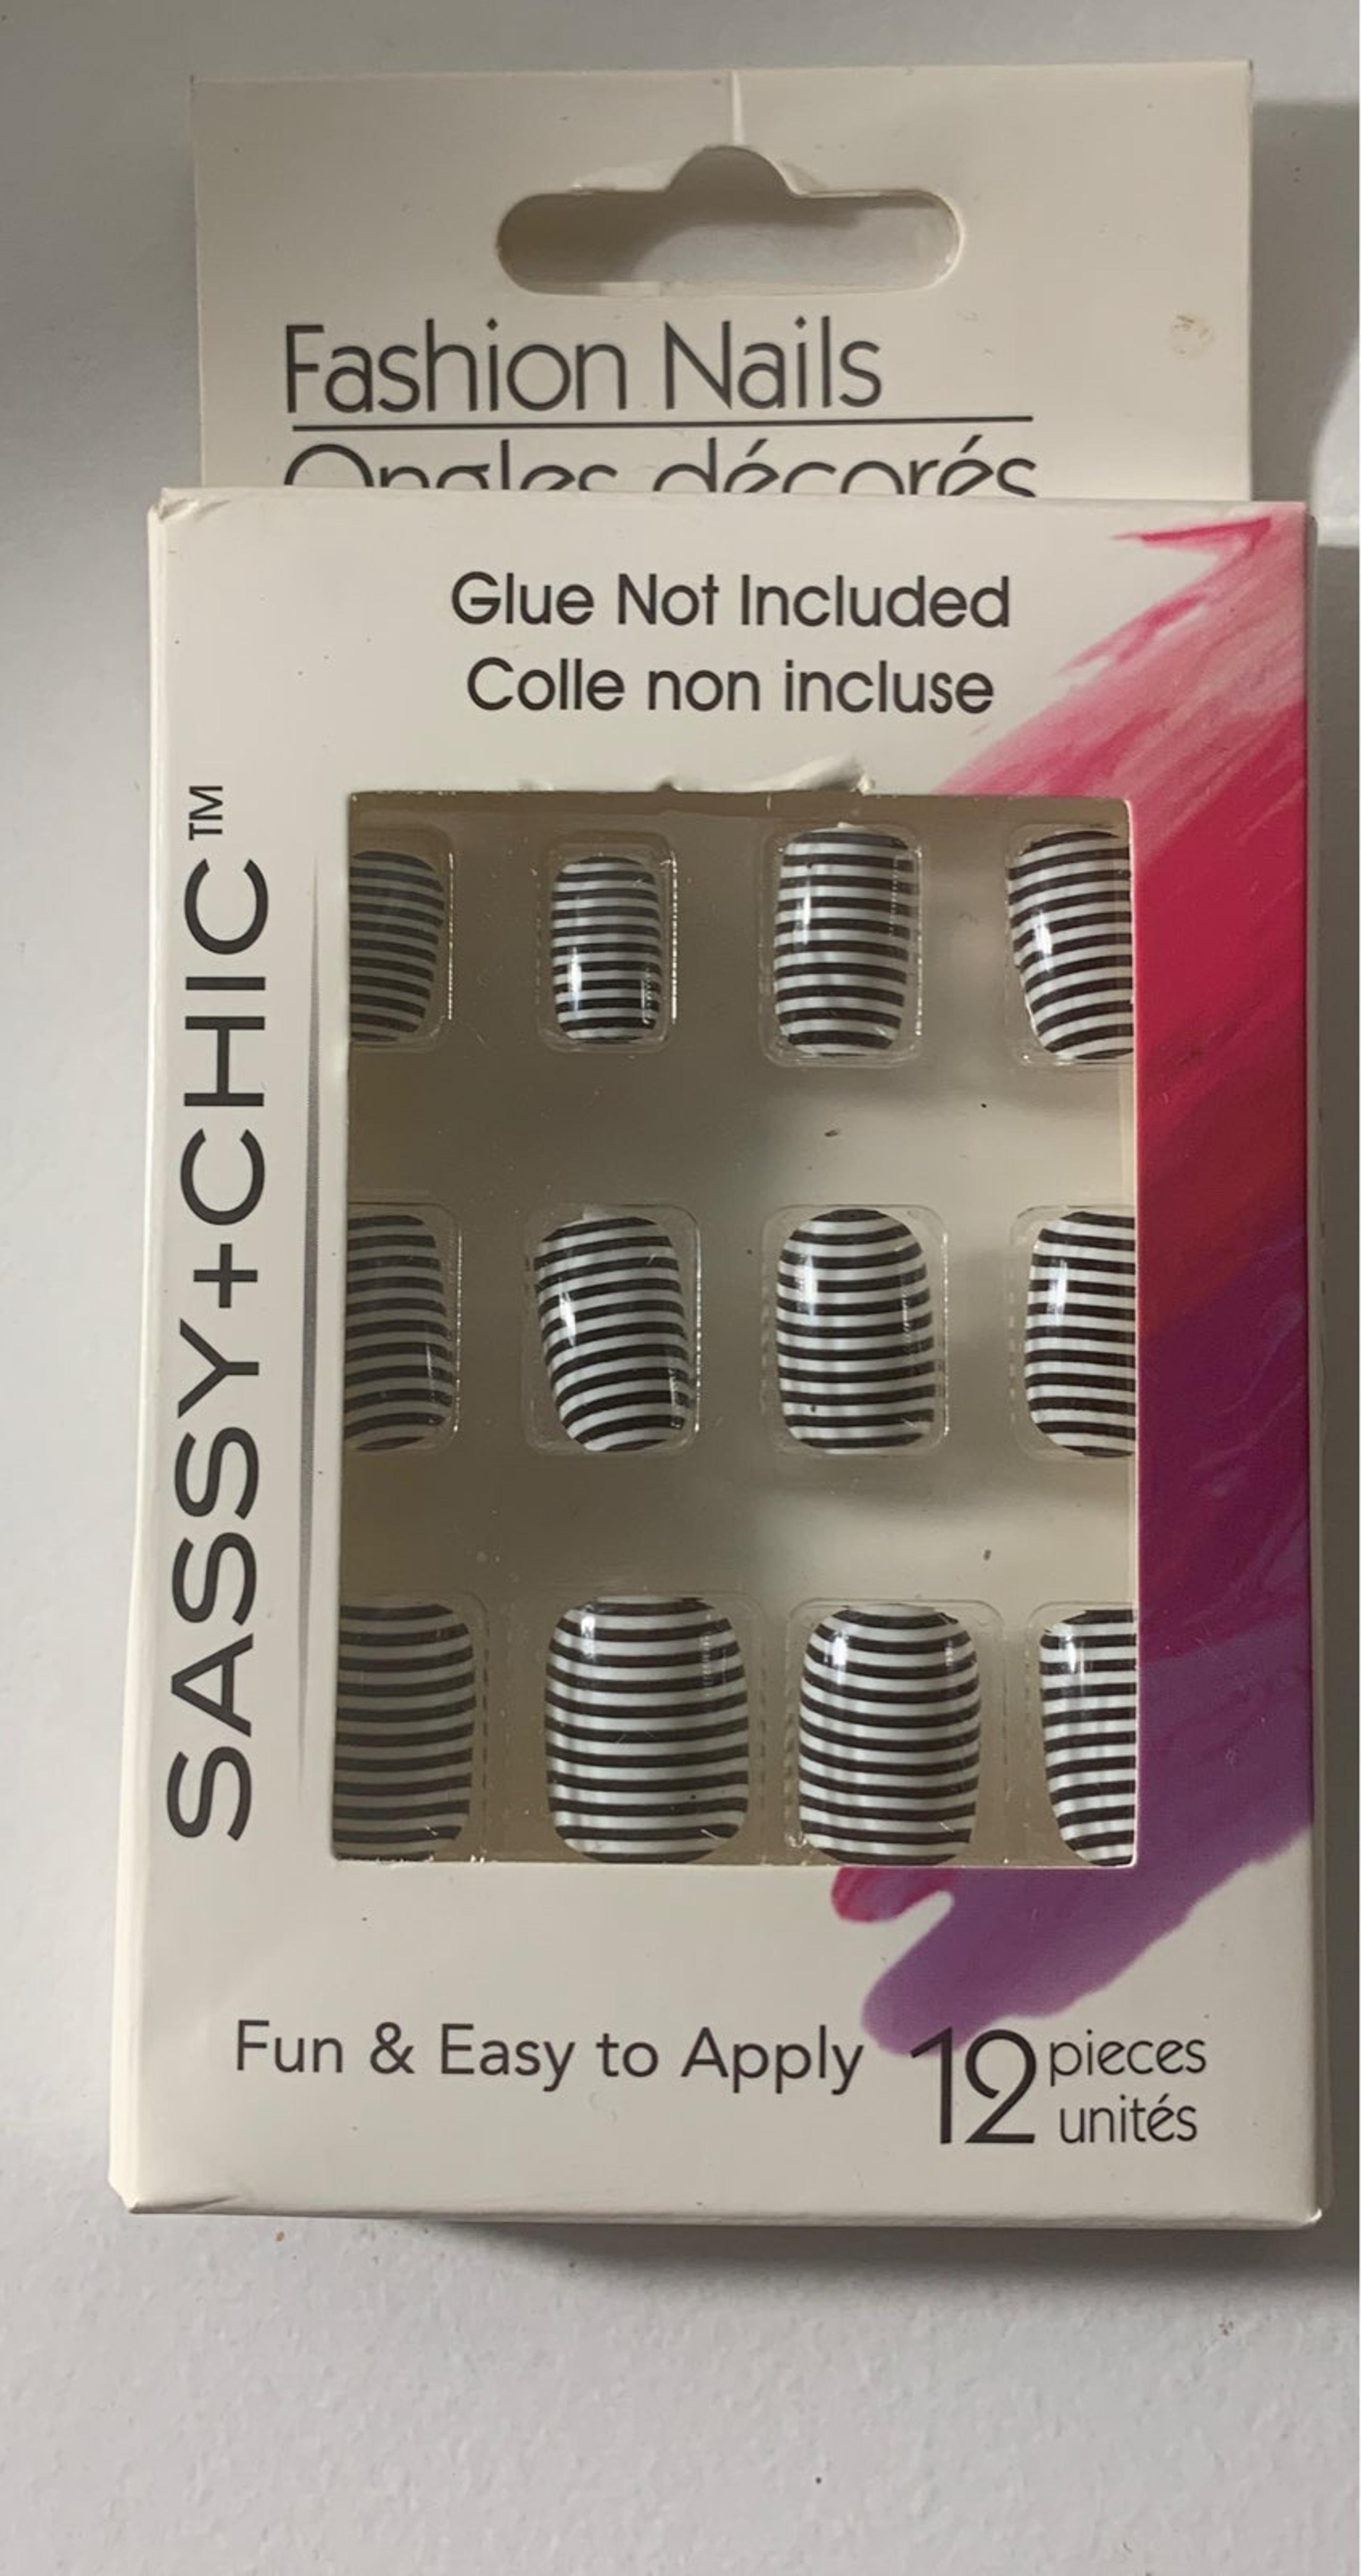 Fashion Nails
Ongles décorés
Glue Not Included
Colle non incluse
SASSY+CHIC™
Fun & Easy to Apply
12 pieces
unités